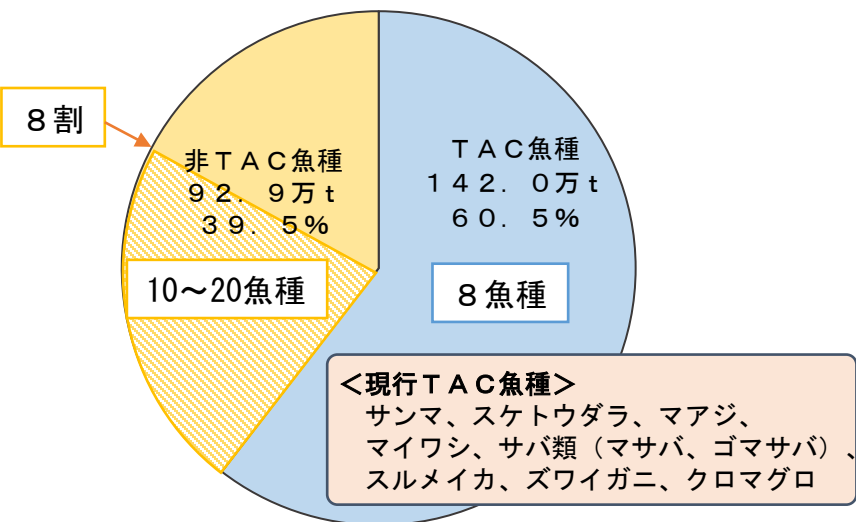 8割
非TAC魚種
92.9万t
39.5%
TAC魚種
142.0万t
60.5%
10~20魚種
8魚種
<現行TAC魚種>
サンマ、スケトウダラ、マアジ、
マイワシ、サバ類(マサバ、ゴマサバ)、
スルメイカ、ズワイガニ、クロマグロ